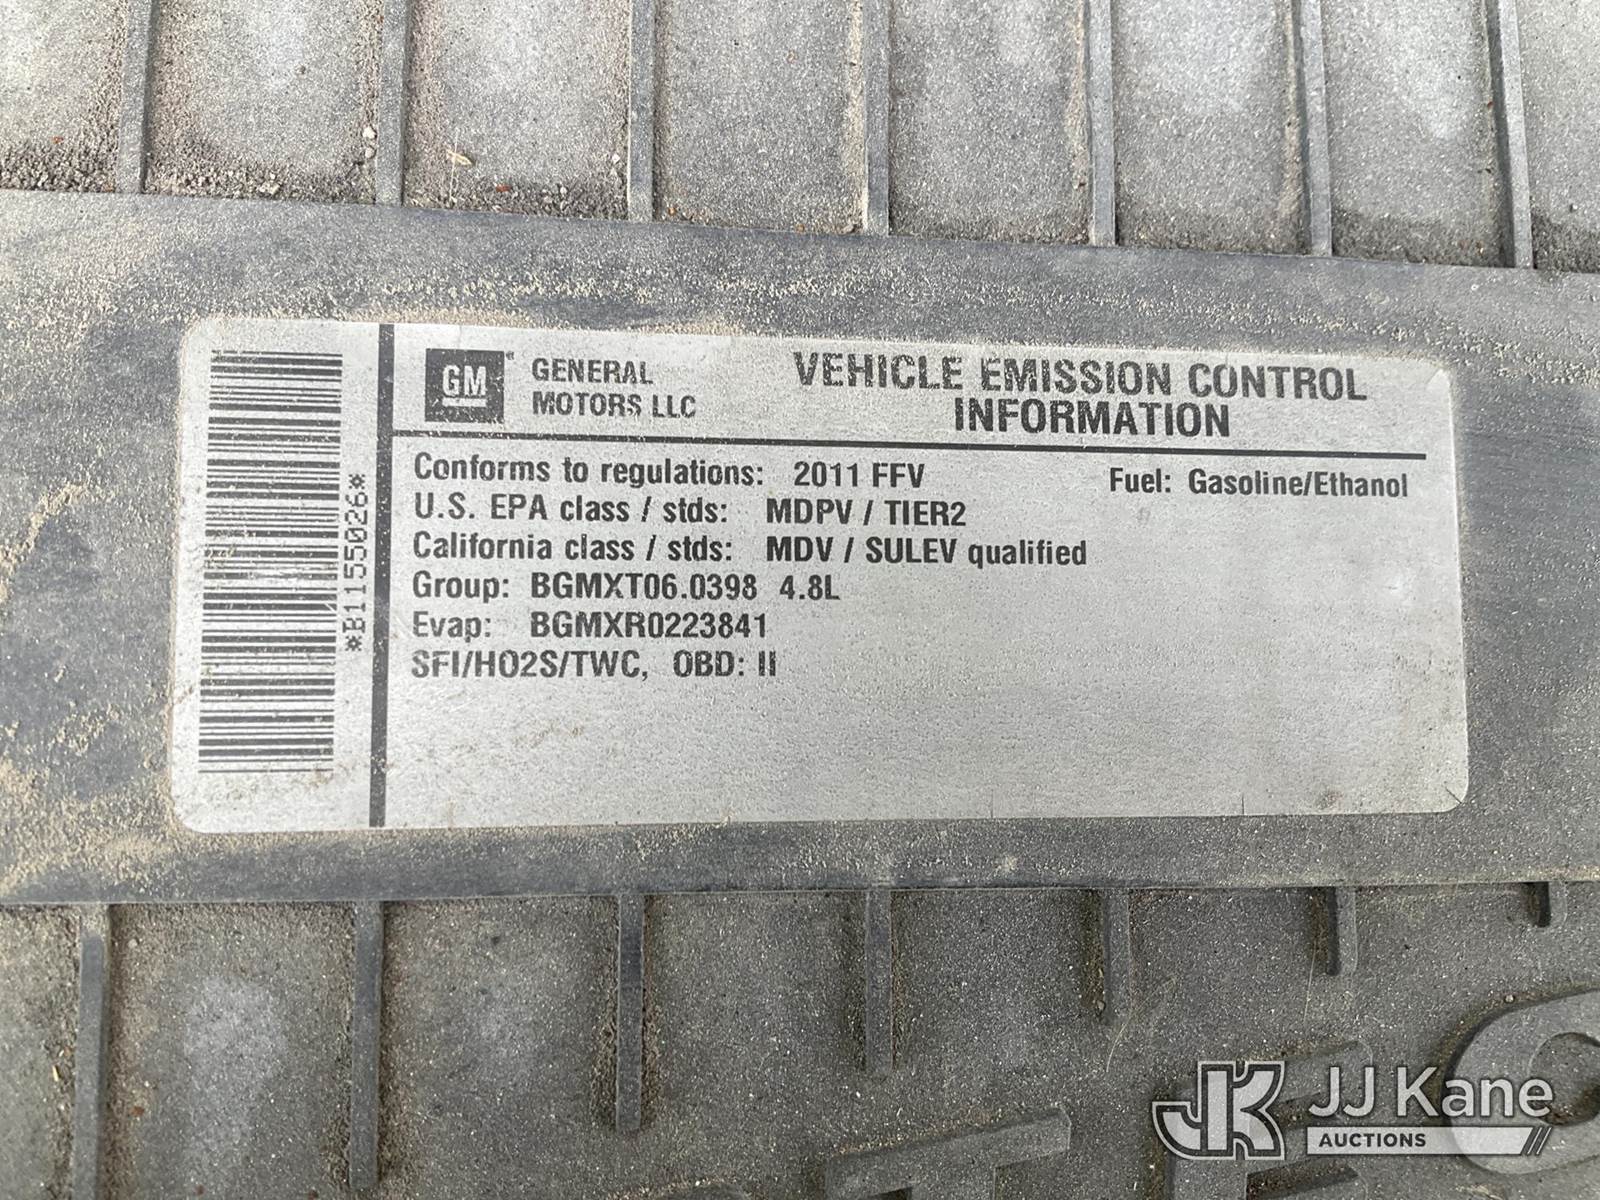 GM
GENERAL
MOTORS LLC
VEHICLE EMISSION CONTROL
INFORMATION
Conforms to regulations: 2011 FFV
Fuel: Gasoline/Ethanol
U.S. EPA class / stds: MDPV / TIER2
California class / stds: MDV / SULEV qualified
Group: BGMXT06.0398 4.8L
Evap: BGMXR0223841
SFI/HO2S/TWC, OBD: II
*B1155026*
JK JJ Kane
AUCTIONS